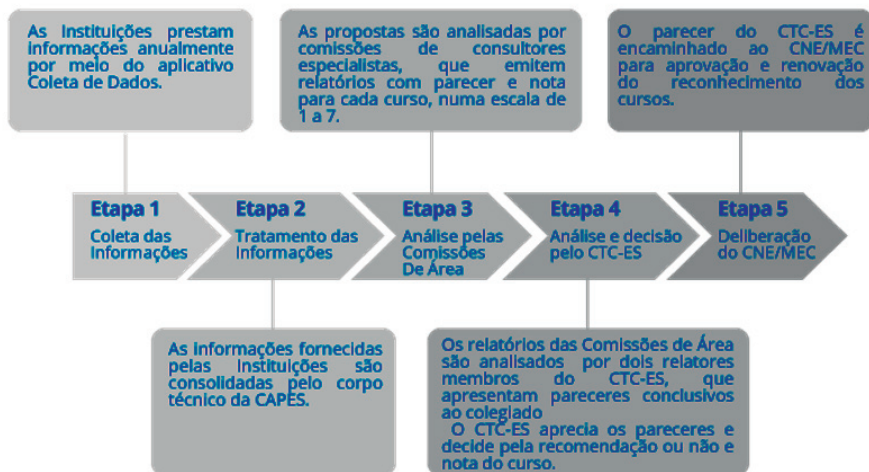 As Instituições prestam
informações anualmente
por meio do aplicativo
Coleta de Dados.
As propostas são analisadas por
comissões de consultores
especialistas, que emitem
relatórios com parecer e nota
para cada curso, numa escala de
1 a 7.
O parecer do CTC-ES é
encaminhado ao CNE/MEC
para aprovação e renovação
do reconhecimento dos
cursos.
Etapa 1
Coleta das
Informações
Etapa 2
Tratamento das
Informações
Etapa 3
Análise pelas
Comissões
De Área
Etapa 4
Análise e decisão
pelo CTC-ES
Etapa 5
Deliberação
do CNE/MEC
As informações fornecidas
pelas Instituições são
consolidadas pelo corpo
técnico da CAPES.
Os relatórios das Comissões de Área
são analisados por dois relatores
membros do CTC-ES, que
apresentam pareceres conclusivos
ao colegiado
O CTC-ES aprecia os pareceres e
decide pela recomendação ou não e
nota do curso.